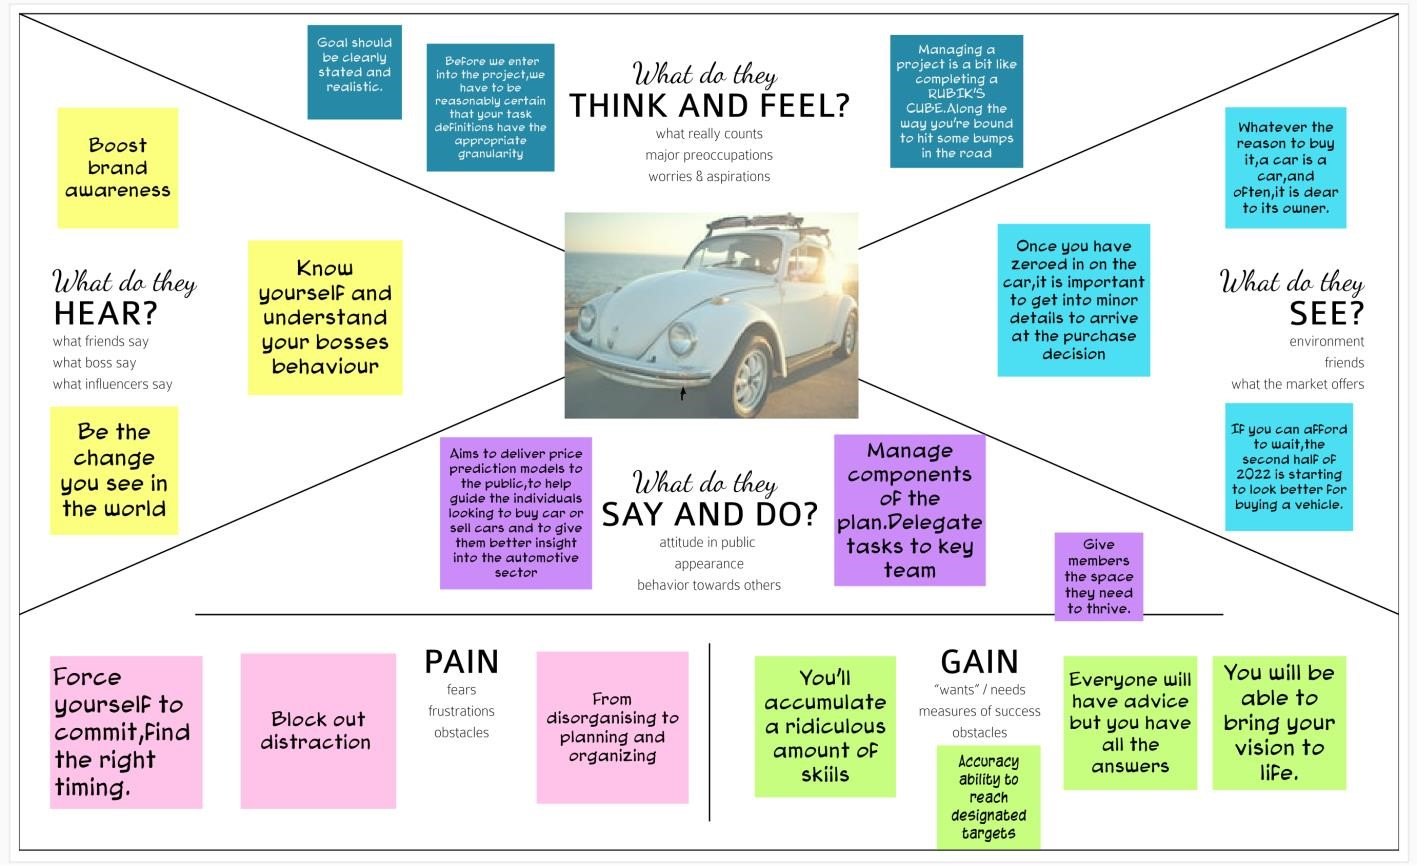 Goal should
be clearly
stated and
realistic.
Before we enter
into the project,we
have to be
reasonably certain
that your task
definitions have the
appropriate
granularity
What do they
THINK AND FEEL?
what really counts
major preoccupations
worries & aspirations
Managing a
project is a bit like
completing a
RUBIK'S
CUBE.Along the
way you're bound
to hit some bumps
in the road
Boost
brand
awareness
Know
yourself and
understand
your bosses
behaviour
What do they
HEAR?
what friends say
what boss say
what influencers say
Be the
change
you see in
the world
Whatever the
reason to buy
it,a car is a
car,and
often,it is dear
to its owner.
Once you have
zeroed in on the
car,it is important
to get into minor
details to arrive
at the purchase
decision
What do they
SEE?
environment
friends
what the market offers
If you can afford
to wait,the
second half of
2022 is starting
to look better for
buying a vehicle.
Aims to deliver price
prediction models to
the public,to help
guide the individuals
looking to buy car or
sell cars and to give
them better insight
into the automotive
sector
What do they
SAY AND DO?
attitude in public
appearance
behavior towards others
Manage
components
of the
plan.Delegate
tasks to key
team
Give
members
the space
they need
to thrive.
Force
yourself to
commit,find
the right
timing.
Block out
distraction
PAIN
fears
frustrations
obstacles
From
disorganising to
planning and
organizing
You'll
accumulate
a ridiculous
amount of
skiils
GAIN
"wants" / needs
measures of success
obstacles
Accuracy
ability to
reach
designated
targets
Everyone will
have advice
but you have
all the
answers
You will be
able to
bring your
vision to
life.